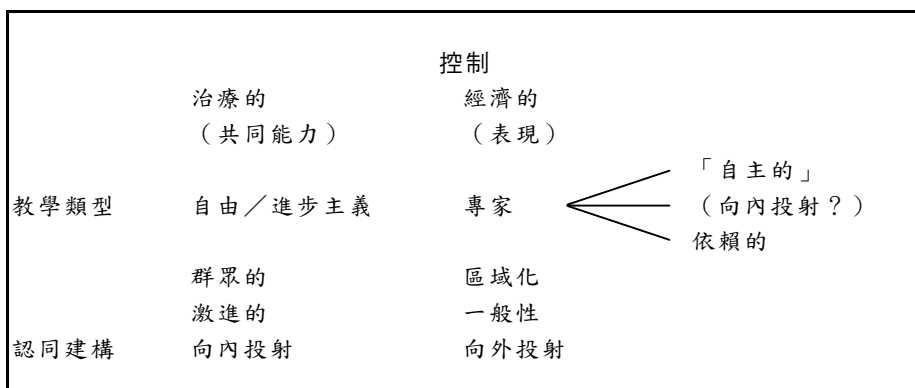 控制
治療的 經濟的
（共同能力） （表現）
「自主的」
教學類型 自由／進步主義 專家 （向內投射？）
依賴的
群眾的 區域化
激進的 一般性
認同建構 向內投射 向外投射